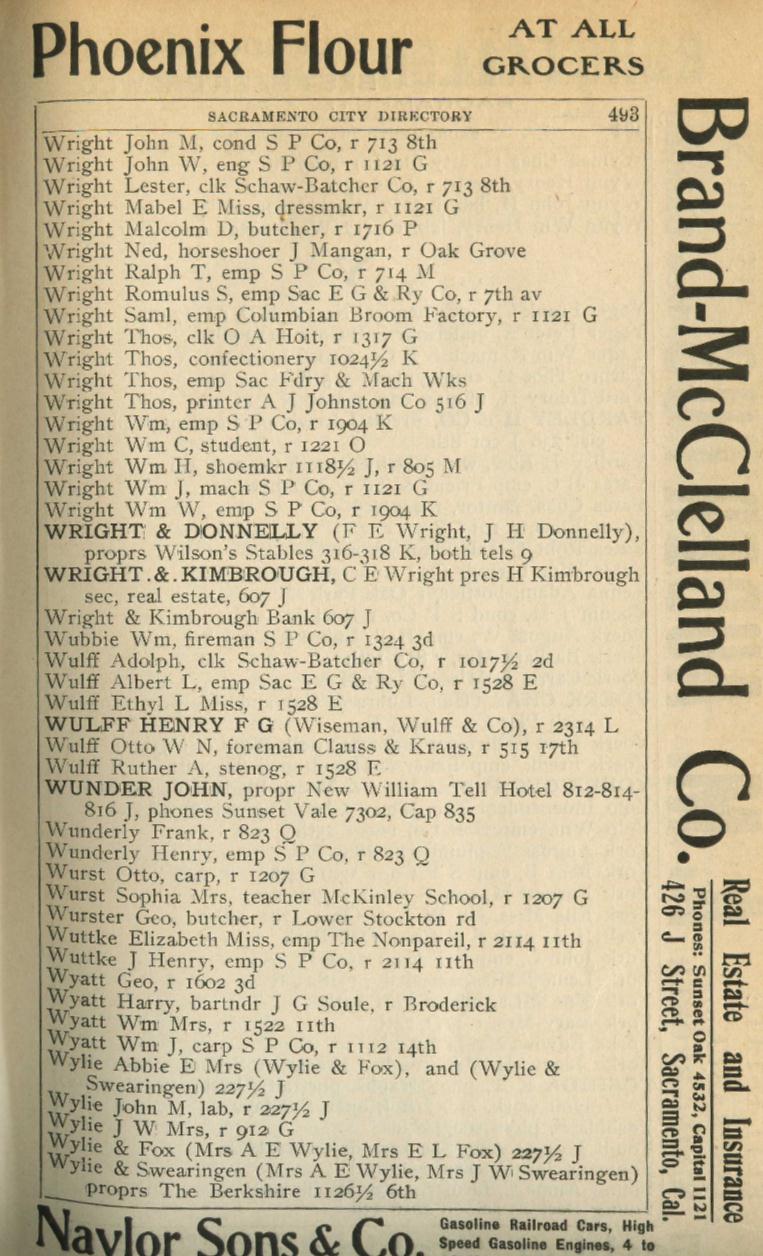 Phoenix Flour
AT ALL
GROCERS
SACRAMENTO CITY DIRECTORY 493
Wright John M, cond S P Co, r 713 8th
Wright John W, eng S P Co, r 1121 G
Wright Lester, clk Schaw-Batcher Co, r 713 8th
Wright Mabel E Miss, dressmkr, r 1121 G
Wright Malcolm D, butcher, r 1716 P
Wright Ned, horseshoer J Mangan, r Oak Grove
Wright Ralph T, emp S P Co, r 714 M
Wright Romulus S, emp Sac E G & Ry Co, r 7th av
Wright Saml, emp Columbian Broom Factory, r 1121 G
Wright Thos, clk O A Hoit, r 1317 G
Wright Thos, confectionery 1024½ K
Wright Thos, emp Sac Fdry & Mach Wks
Wright Thos, printer A J Johnston Co 516 J
Wright Wm, emp S P Co, r 1904 K
Wright Wm C, student, r 1221 O
Wright Wm H, shoemkr 1118½ J, r 805 M
Wright Wm J, mach S P Co, r 1121 G
Wright Wm W, emp S P Co, r 1904 K
WRIGHT & DONNELLY (F E Wright, J H Donnelly),
proprs Wilson's Stables 316-318 K, both tels 9
WRIGHT.&.KIMBROUGH, C E Wright pres H Kimbrough
sec, real estate, 607 J
Wright & Kimbrough Bank 607 J
Wubbie Wm, fireman S P Co, r 1324 3d
Wulff Adolph, clk Schaw-Batcher Co, r 1017½ 2d
Wulff Albert L, emp Sac E G & Ry Co, r 1528 E
Wulff Ethyl L Miss, r 1528 E
WULFF HENRY F G (Wiseman, Wulff & Co), r 2314 L
Wulff Otto W N, foreman Clauss & Kraus, r 515 17th
Wulff Ruther A, stenog, r 1528 E
WUNDER JOHN, propr New William Tell Hotel 812-814-
816 J, phones Sunset Vale 7302, Cap 835
Wunderly Frank, r 823 Q
Wunderly Henry, emp S P Co, r 823 Q
Wurst Otto, carp, r 1207 G
Wurst Sophia Mrs, teacher McKinley School, r 1207 G
Wurster Geo, butcher, r Lower Stockton rd
Wuttke Elizabeth Miss, emp The Nonpareil, r 2114 11th
Wuttke J Henry, emp S P Co, r 2114 11th
Wyatt Geo, r 1602 3d
Wyatt Harry, bartndr J G Soule, r Broderick
Wyatt Wm Mrs, r 1522 11th
Wyatt Wm J, carp S P Co, r 1112 14th
Wylie Abbie E Mrs (Wylie & Fox), and (Wylie &
Swearingen) 227½ J
Wylie John M, lab, r 227½ J
Wylie J W Mrs, r 912 G
Wylie & Fox (Mrs A E Wylie, Mrs E L Fox) 227½ J
Wylie & Swearingen (Mrs A E Wylie, Mrs J W Swearingen)
proprs The Berkshire 1126½ 6th
Brand-McClelland Co.
Real Estate and Insurance
Phones: Sunset Oak 4532, Capital 1121
426 J Street, Sacramento, Cal.
Naylor Sons & Co.
Gasoline Railroad Cars, High
Speed Gasoline Engines, 4 to